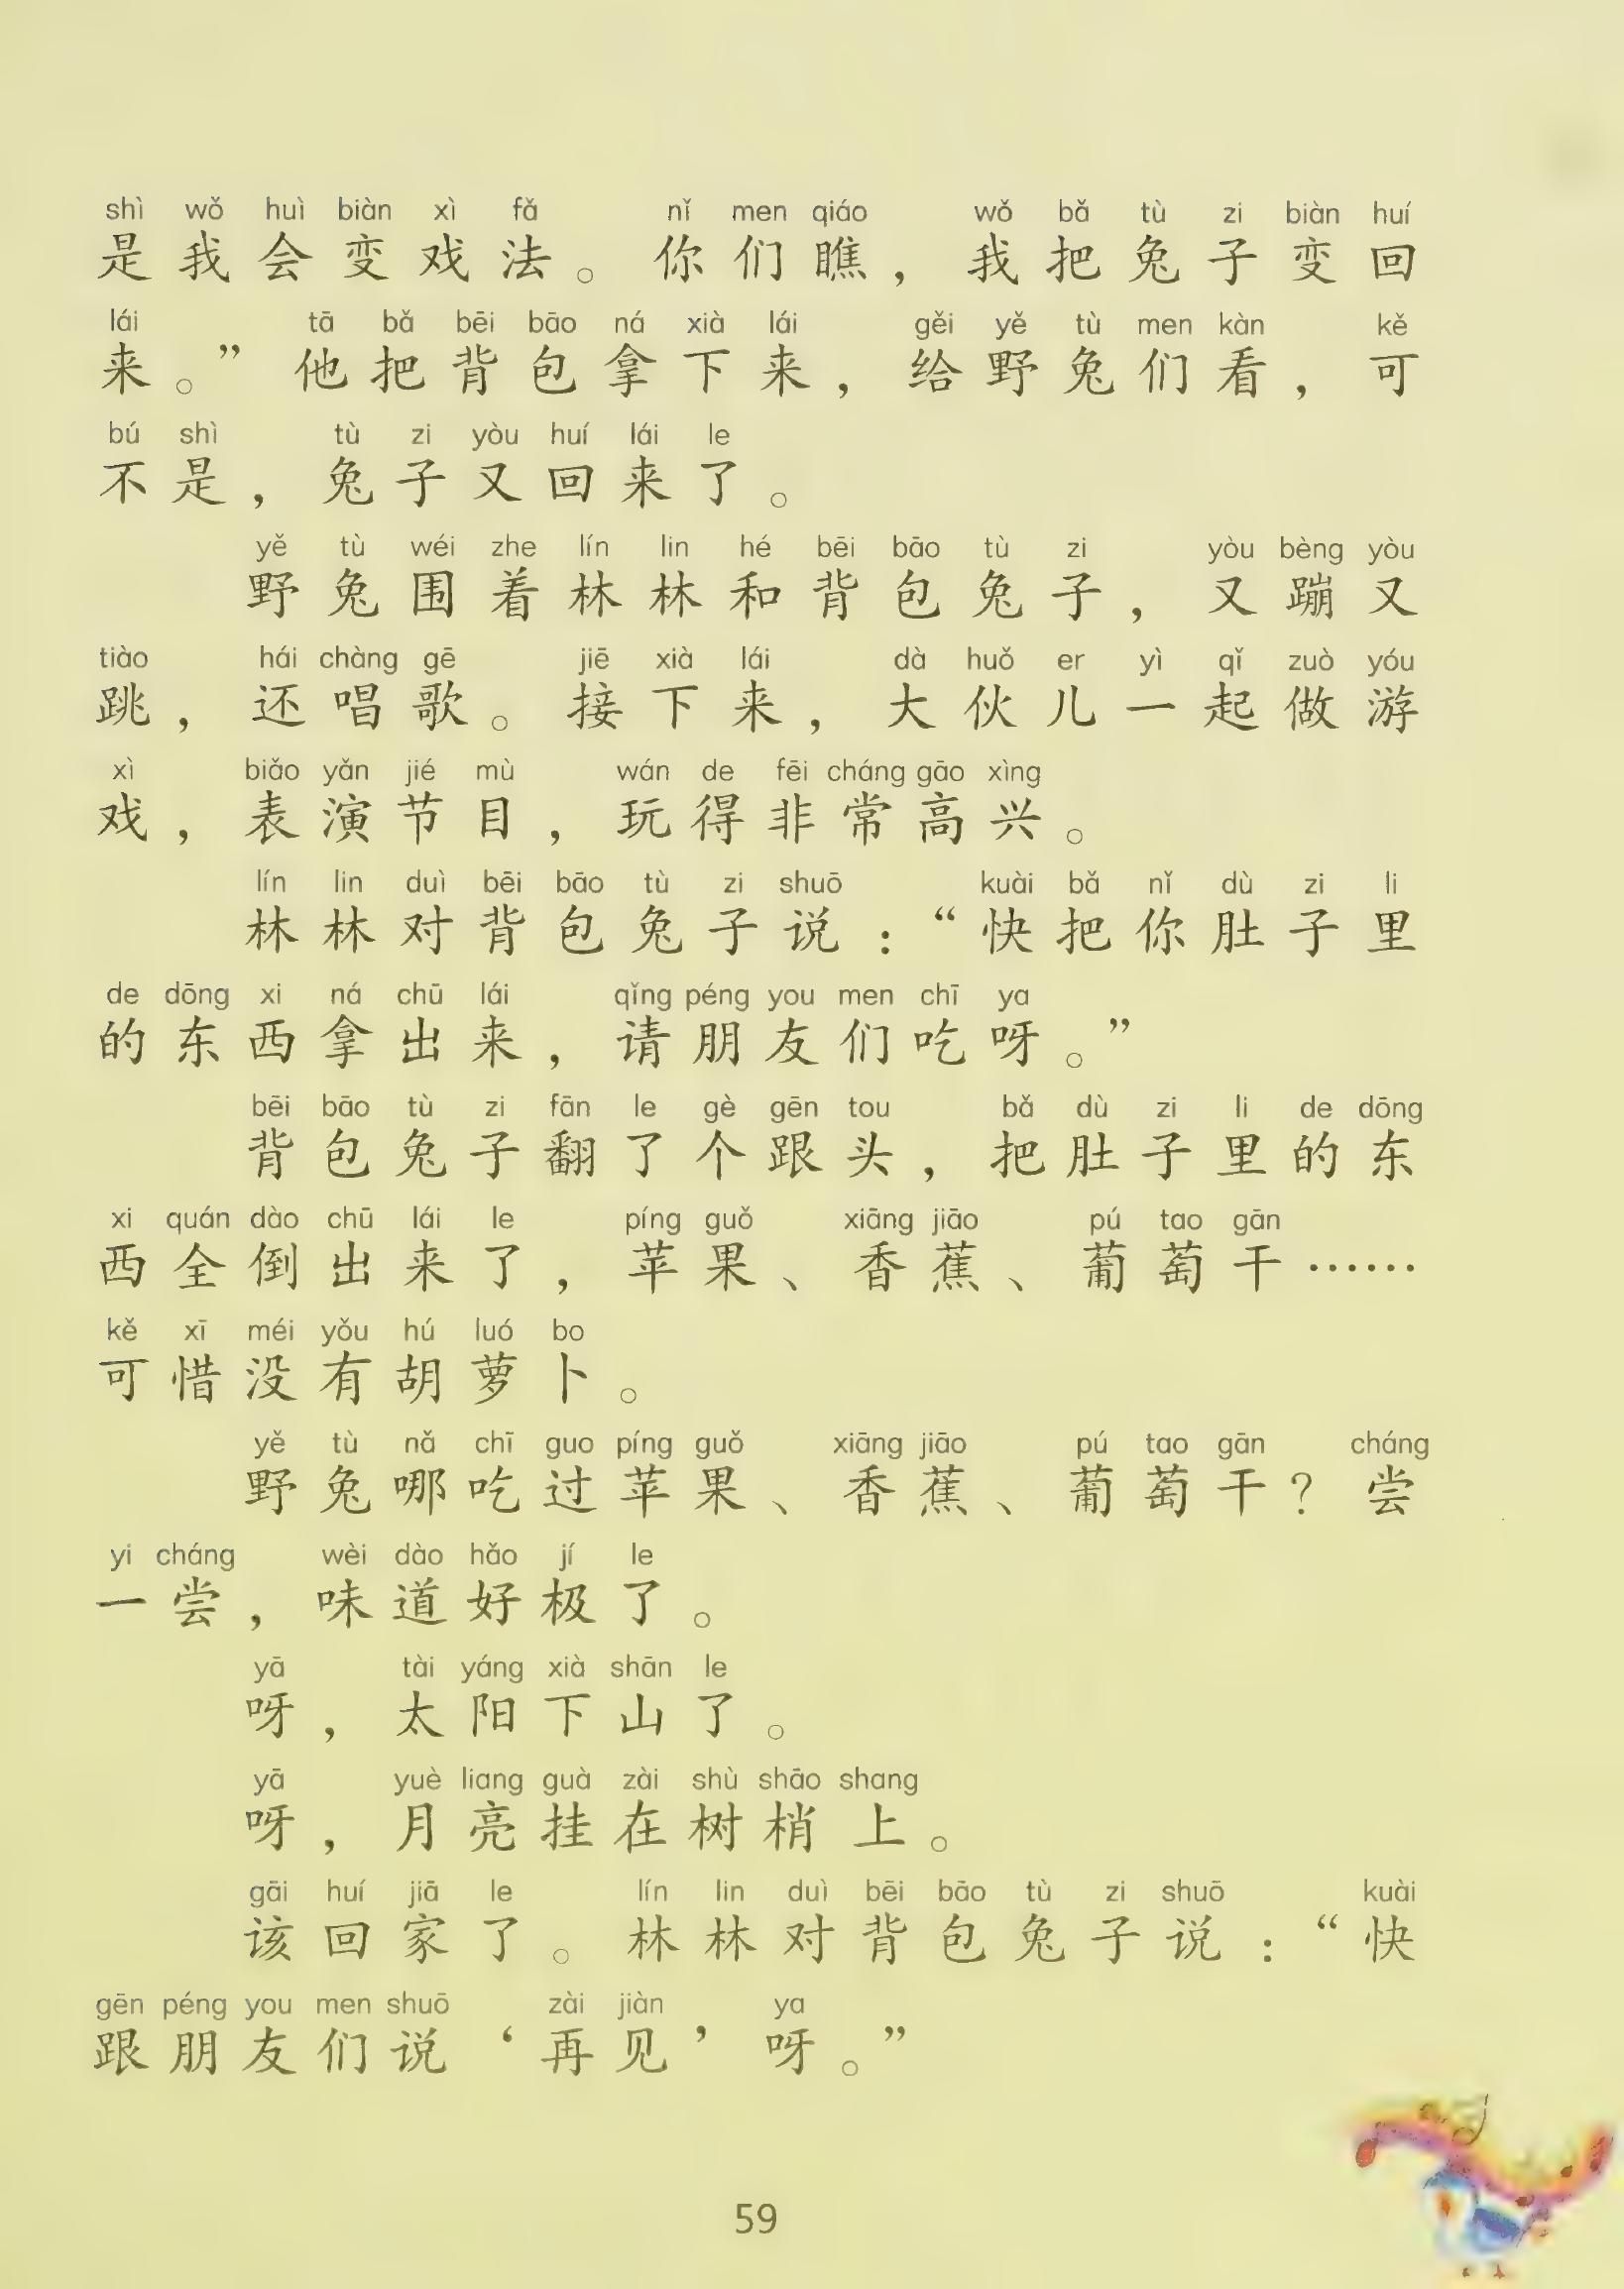 shì wǒ huì biàn xì fǎ nǐ men qiáo wǒ bǎ tù zi biàn huí
是我会变戏法。你们瞧，我把兔子变回
lái tā bǎ bēi bāo ná xià lái gěi yě tù men kàn kě
来。”他把背包拿下来，给野兔们看，可
bú shì tù zi yòu huí lái le
不是，兔子又回来了。
yě tù wéi zhe lín lin hé bēi bāo tù zi yòu bèng yòu
野兔围着林林和背包兔子，又蹦又
tiào hái chàng gē jiē xià lái dà huǒ er yì qǐ zuò yóu
跳，还唱歌。接下来，大伙儿一起做游
xì biǎo yǎn jié mù wán de fēi cháng gāo xìng
戏，表演节目，玩得非常高兴。
lín lin duì bēi bāo tù zi shuō kuài bǎ nǐ dù zi li
林林对背包兔子说：“快把你肚子里
de dōng xi ná chū lái qǐng péng you men chī ya
的东西拿出来，请朋友们吃呀。”
bēi bāo tù zi fān le gè gēn tou bǎ dù zi li de dōng
背包兔子翻了个跟头，把肚子里的东
xi quán dào chū lái le píng guǒ xiāng jiāo pú tao gān
西全倒出来了，苹果、香蕉、葡萄干……
kě xī méi yǒu hú luó bo
可惜没有胡萝卜。
yě tù nǎ chī guo píng guǒ xiāng jiāo pú tao gān cháng
野兔哪吃过苹果、香蕉、葡萄干？尝
yi cháng wèi dào hǎo jí le
一尝，味道好极了。
yā tài yáng xià shān le
呀，太阳下山了。
yā yuè liang guà zài shù shāo shang
呀，月亮挂在树梢上。
gāi huí jiā le lín lin duì bēi bāo tù zi shuō kuài
该回家了。林林对背包兔子说：“快
gēn péng you men shuō zài jiàn ya
跟朋友们说‘再见’呀。”
59